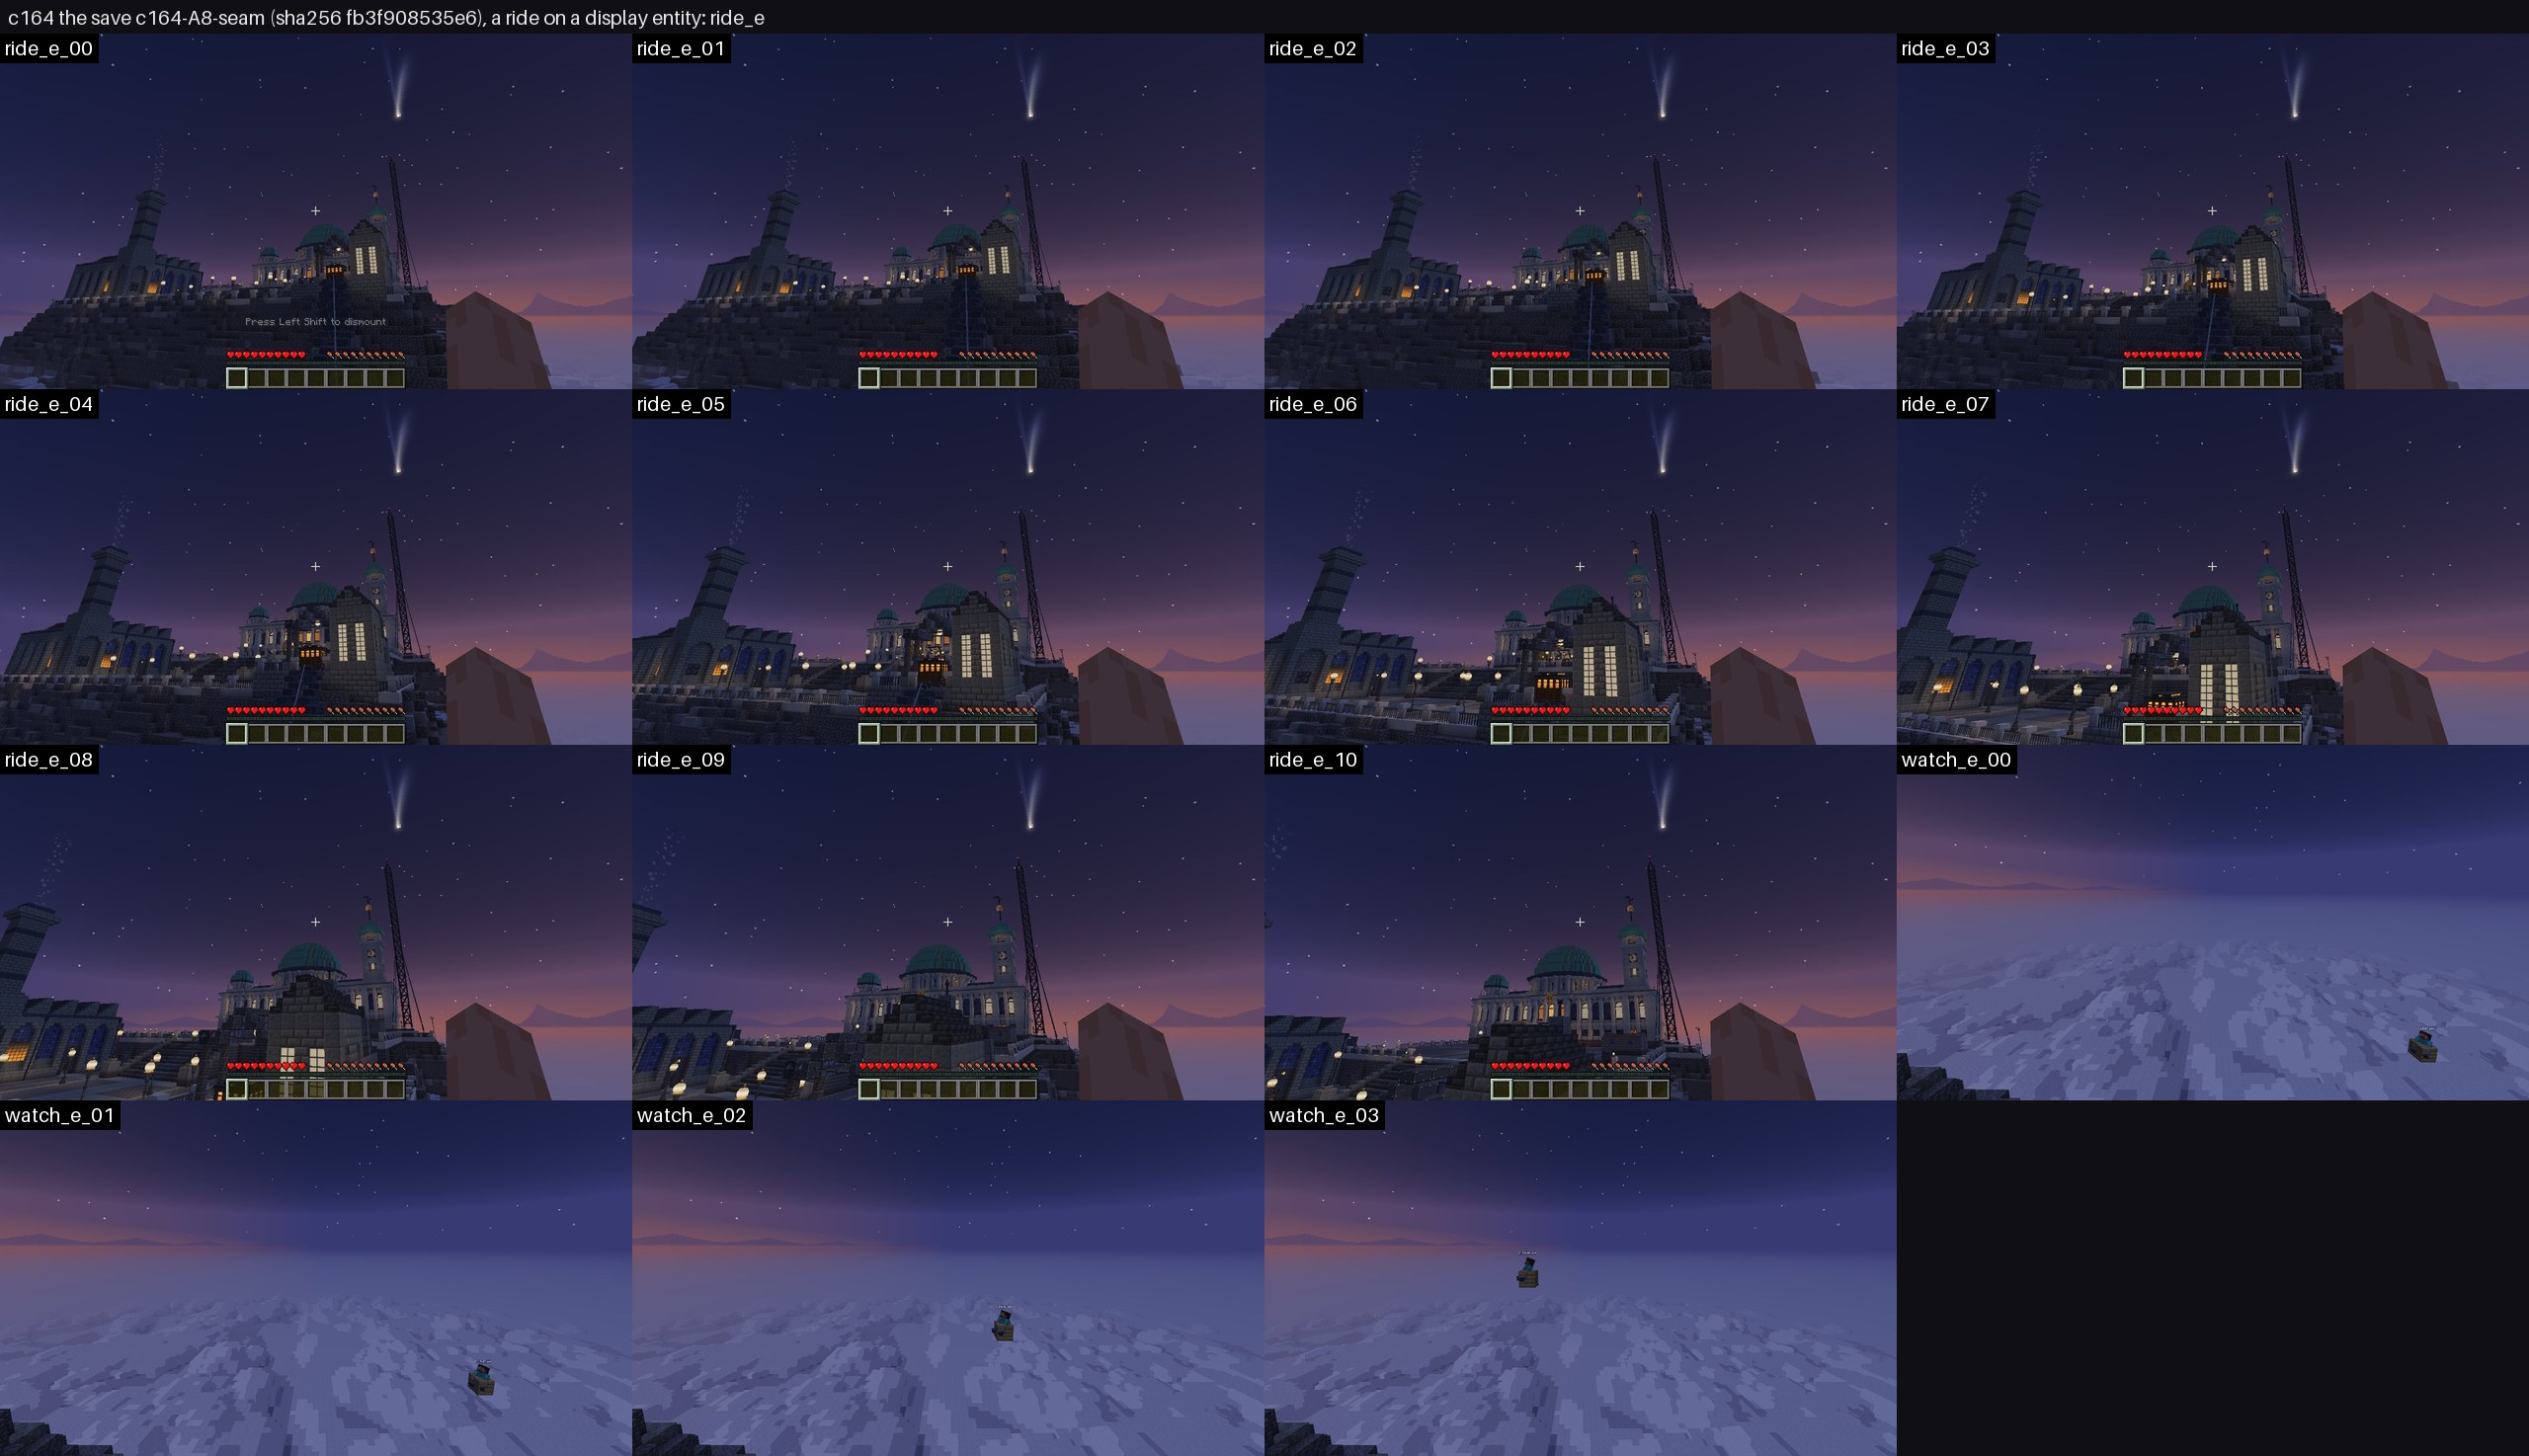 c164 the save c164-A8-seam (sha256 fb3f908535e6), a ride on a display entity: ride_e
ride_e_00
ride_e_01
ride_e_02
ride_e_03
Press Left Shift to dismount
ride_e_04
ride_e_05
ride_e_06
ride_e_07
ride_e_08
ride_e_09
ride_e_10
watch_e_00
watch_e_01
watch_e_02
watch_e_03